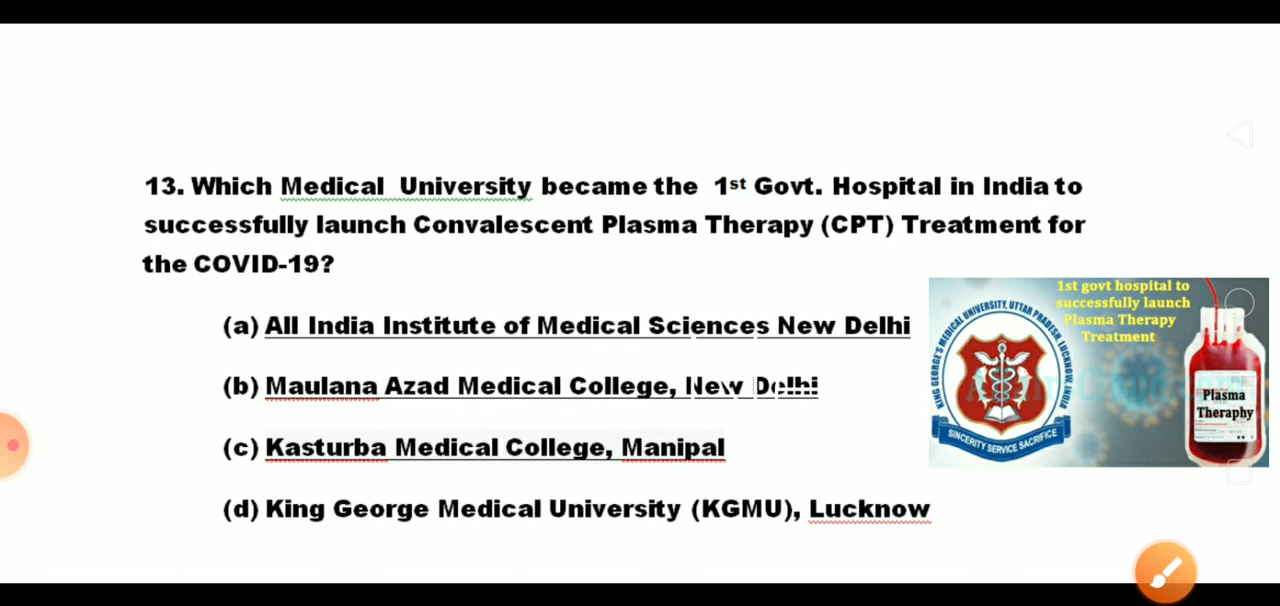 13. Which Medical University became the 1st Govt. Hospital in India to
successfully launch Convalescent Plasma Therapy (CPT) Treatment for
the COVID-19?
(a) All India Institute of Medical Sciences New Delhi
(b) Maulana Azad Medical College, New Delhi
(c) Kasturba Medical College, Manipal
(d) King George Medical University (KGMU), Lucknow
1st govt hospital to
successfully launch
Plasma Therapy
Treatment
KING GEORGE'S MEDICAL UNIVERSITY, UTTAR PRADESH, LUCKNOW, INDIA
SINCERITY SERVICE SACRIFICE
Plasma
Theraphy